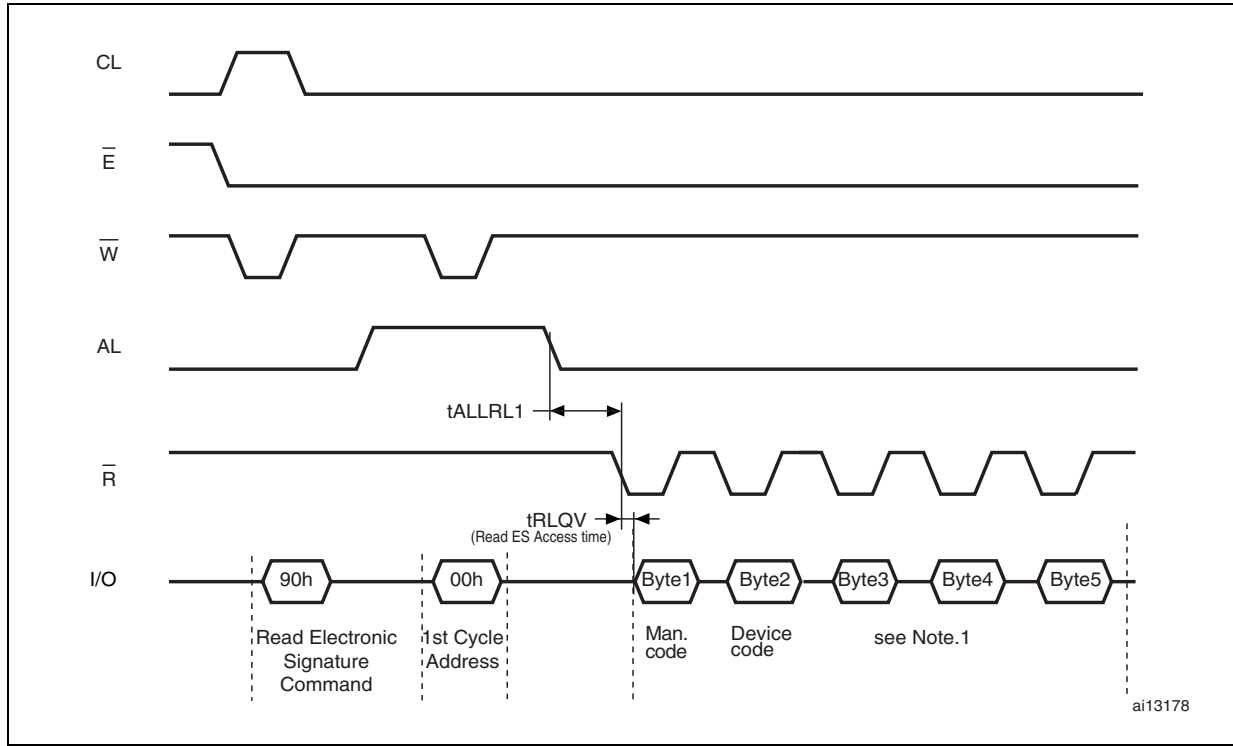 CL
E
W
AL
tALLRL1
R
tRLQV
(Read ES Access time)
I/O
90h
00h
Byte1
Byte2
Byte3
Byte4
Byte5
Read Electronic
Signature
Command
1st Cycle
Address
Man.
code
Device
code
see Note.1
ai13178